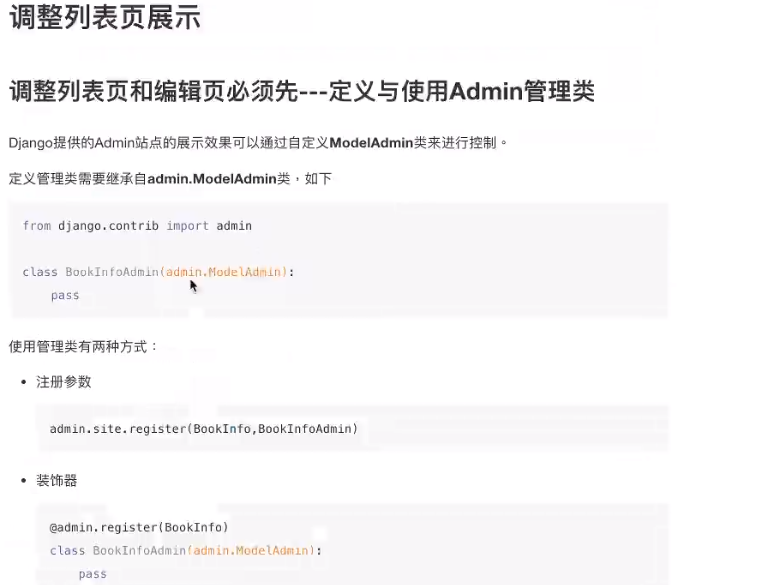 调整列表页展示
调整列表页和编辑页必须先---定义与使用Admin管理类
Django提供的Admin站点的展示效果可以通过自定义ModelAdmin类来进行控制。
定义管理类需要继承自admin.ModelAdmin类，如下
from django.contrib import admin
class BookInfoAdmin(admin.ModelAdmin):
    pass
使用管理类有两种方式：
• 注册参数
admin.site.register(BookInfo,BookInfoAdmin)
• 装饰器
@admin.register(BookInfo)
class BookInfoAdmin(admin.ModelAdmin):
    pass